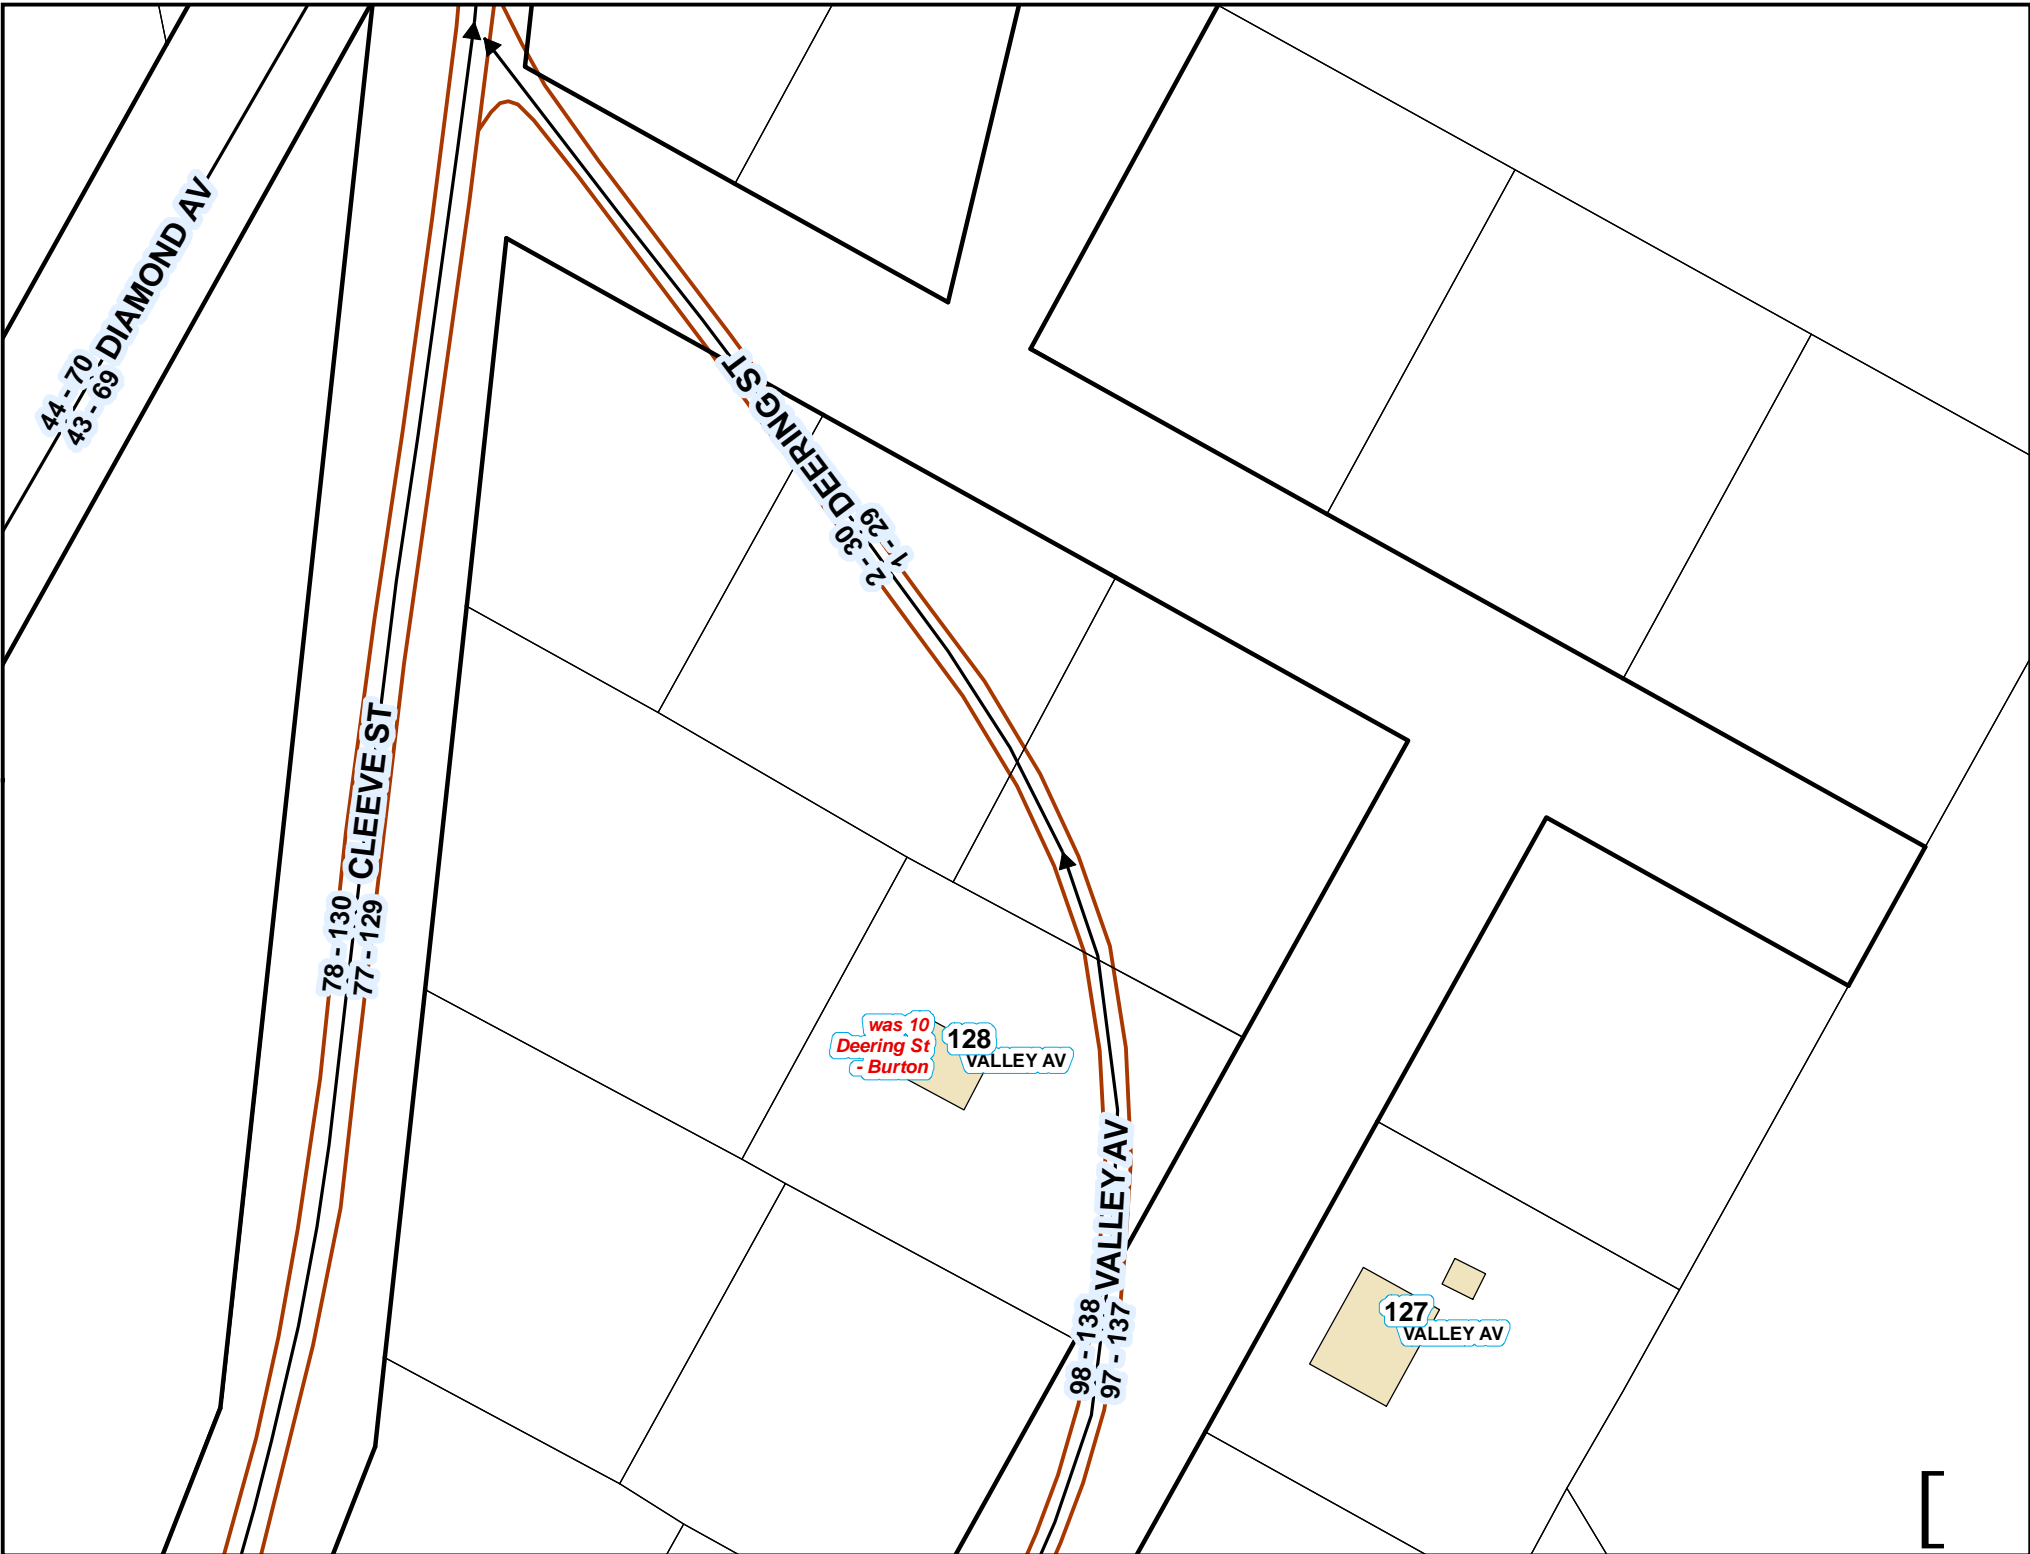 DIAMOND AV
44 - 70
43 - 69
DEERING ST
2 - 30
1 - 29
CLEEVE ST
78 - 130
77 - 129
was 10
Deering St
- Burton
128
VALLEY AV
VALLEY AV
98 - 138
97 - 137
127
VALLEY AV
[